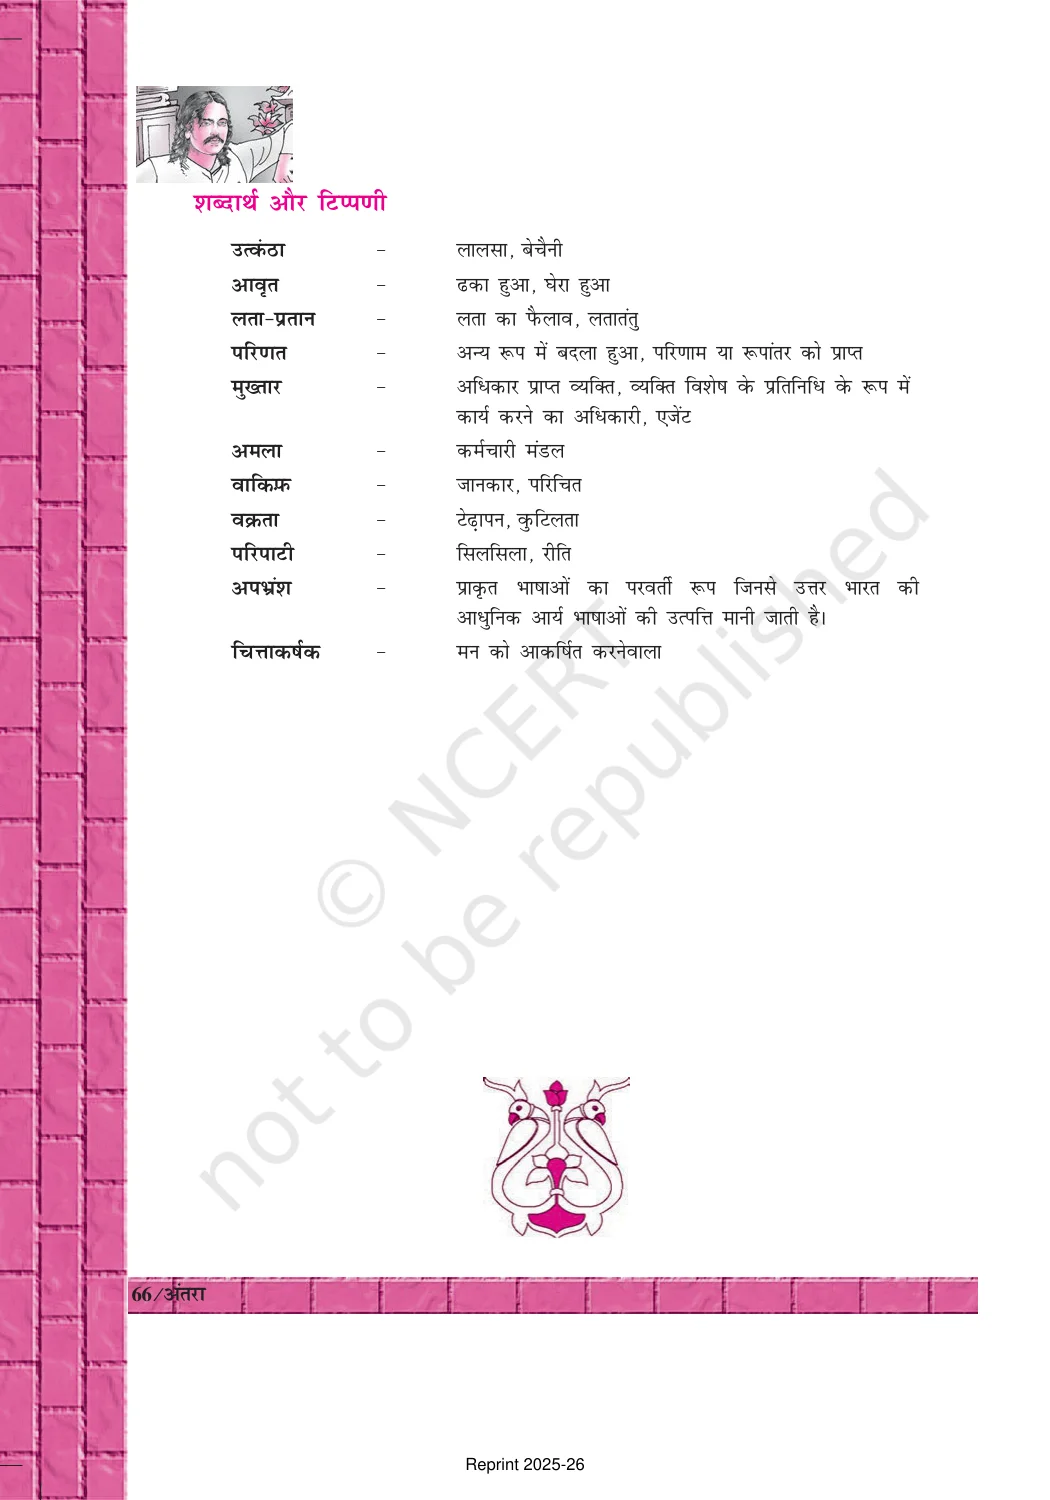 शब्दार्थ और टिप्पणी
उत्कंठा – लालसा, बेचैनी
आवृत – ढका हुआ, घेरा हुआ
लता-प्रतान – लता का फैलाव, लतातंतु
परिणत – अन्य रूप में बदला हुआ, परिणाम या रूपांतर को प्राप्त
मुख़्तार – अधिकार प्राप्त व्यक्ति, व्यक्ति विशेष के प्रतिनिधि के रूप में
कार्य करने का अधिकारी, एजेंट
अमला – कर्मचारी मंडल
वाकिफ़ – जानकार, परिचित
वक्रता – टेढ़ापन, कुटिलता
परिपाटी – सिलसिला, रीति
अपभ्रंश – प्राकृत भाषाओं का परवर्ती रूप जिनसे उत्तर भारत की
आधुनिक आर्य भाषाओं की उत्पत्ति मानी जाती है।
चित्ताकर्षक – मन को आकर्षित करनेवाला
© NCERT
not to be republished
66/अंतरा
Reprint 2025-26